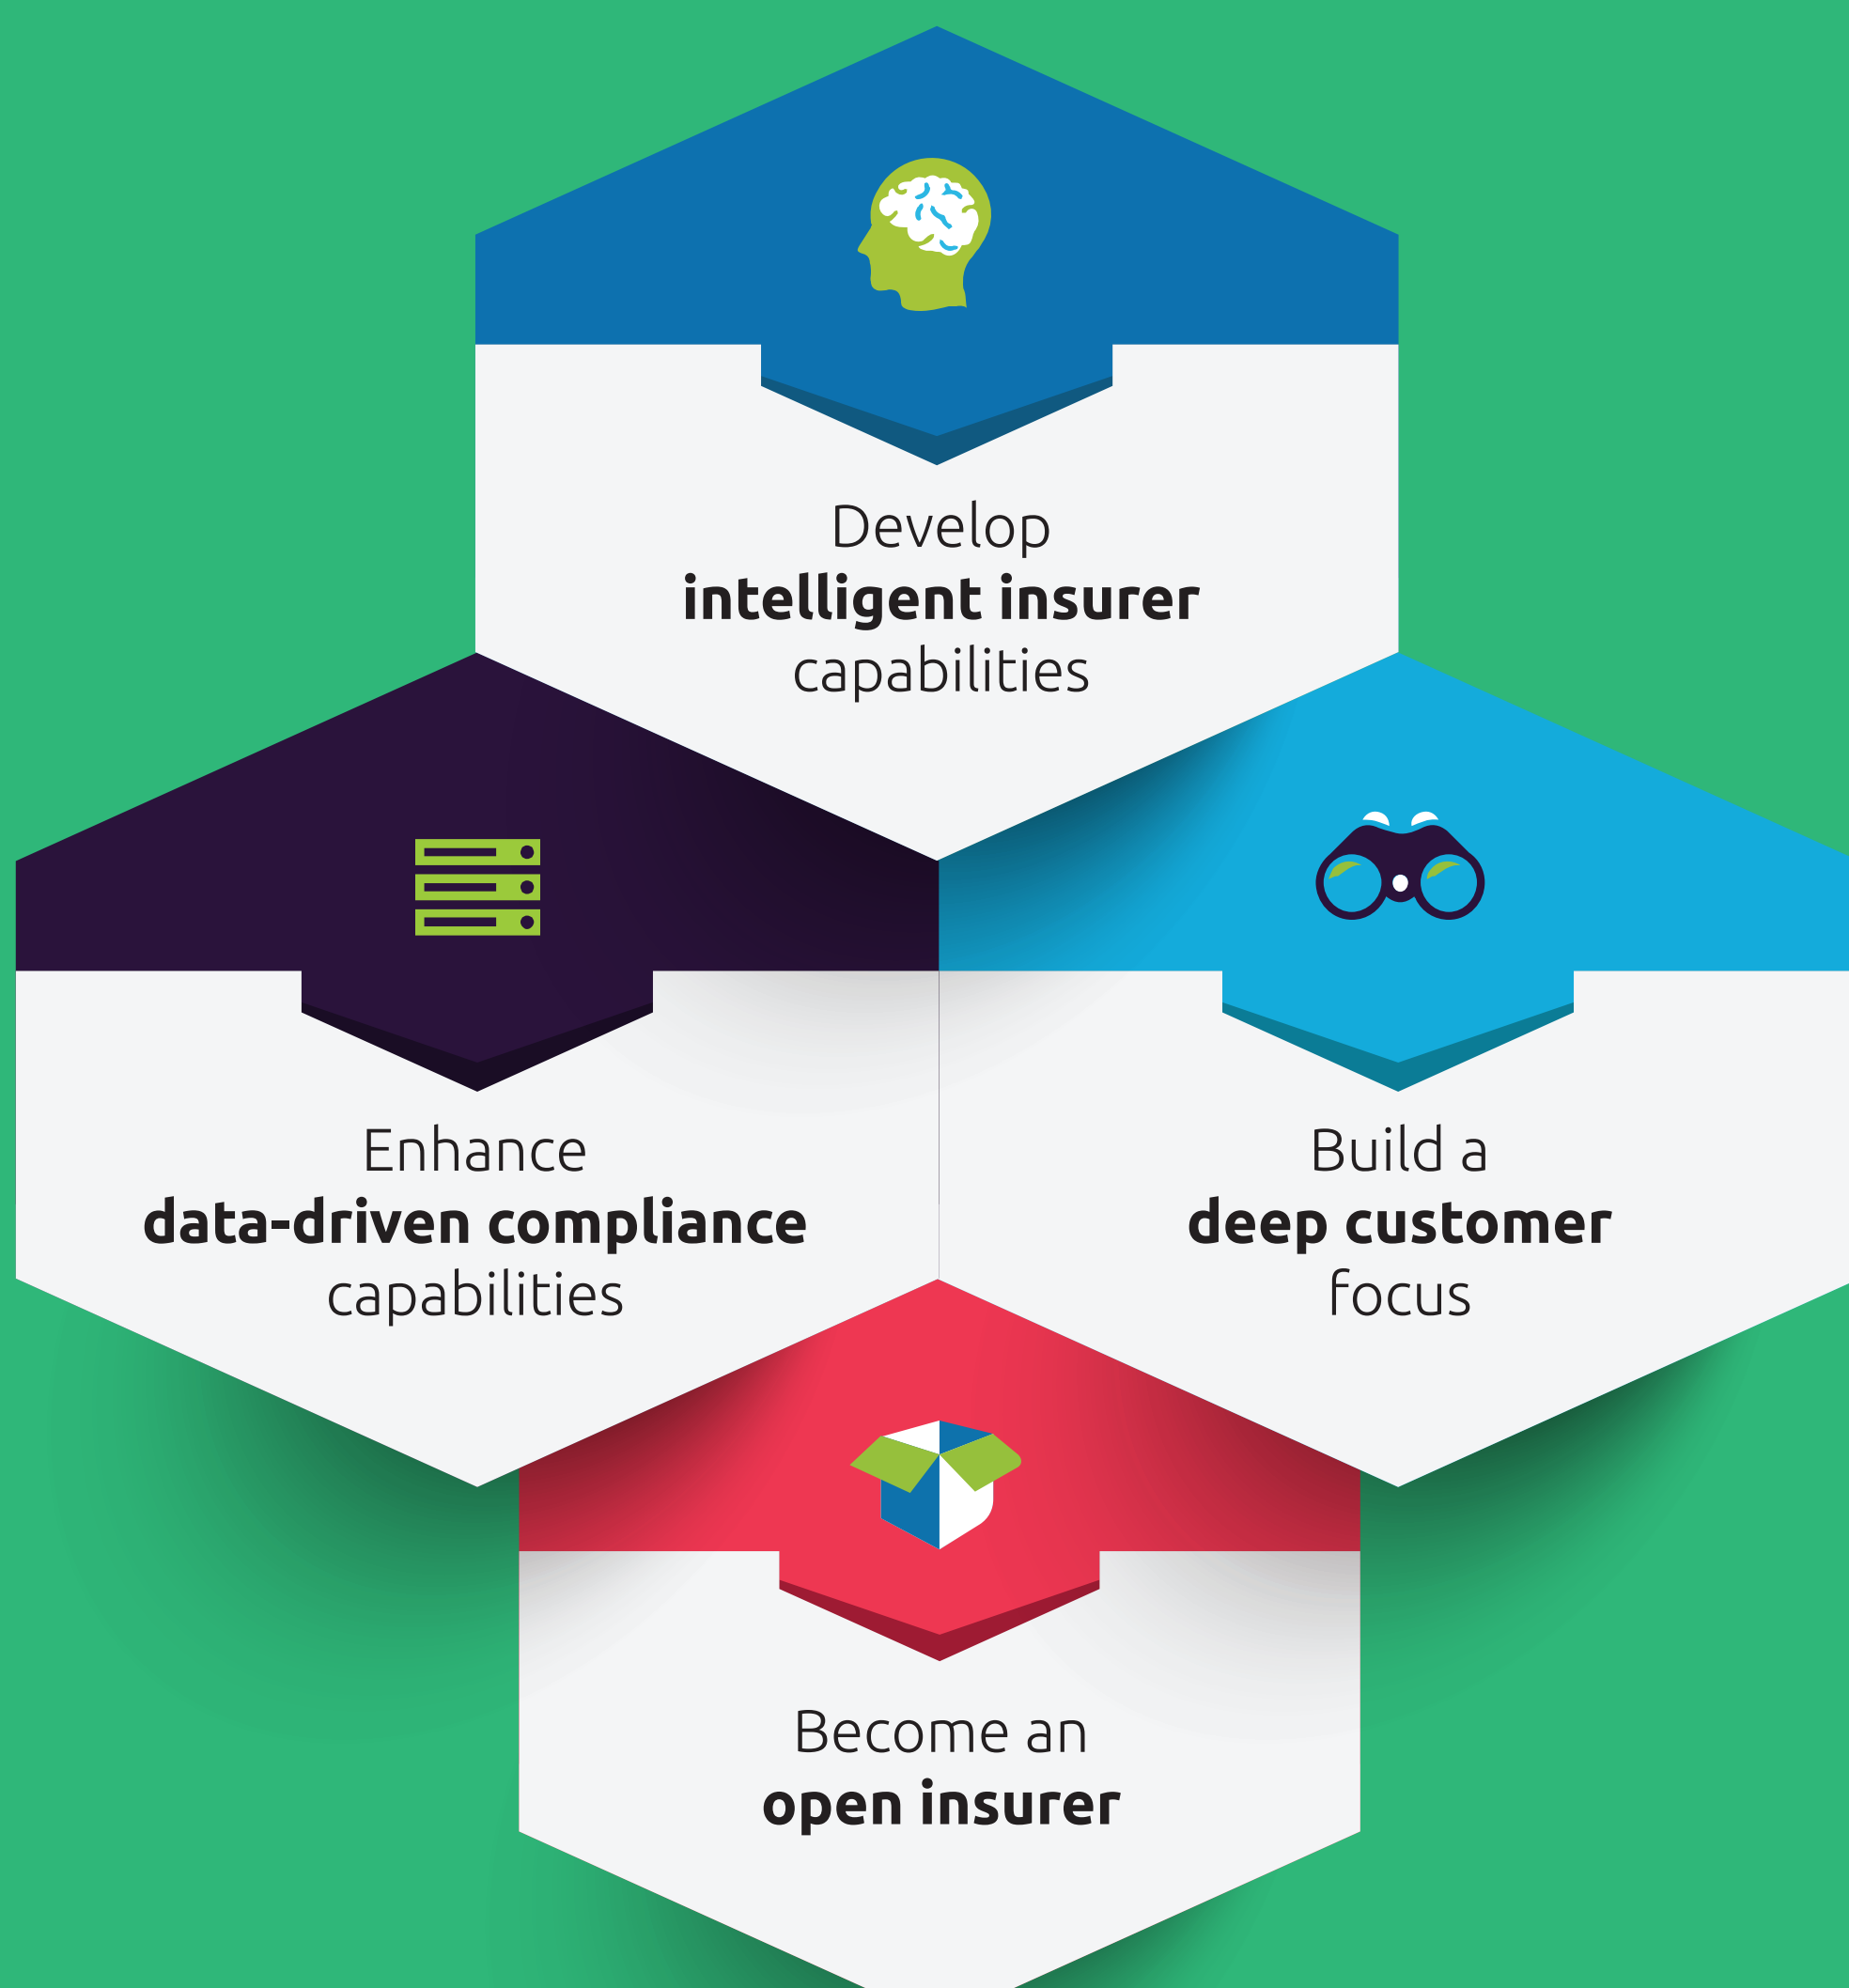 Develop
intelligent insurer
capabilities
Enhance
data-driven compliance
capabilities
Build a
deep customer
focus
Become an
open insurer